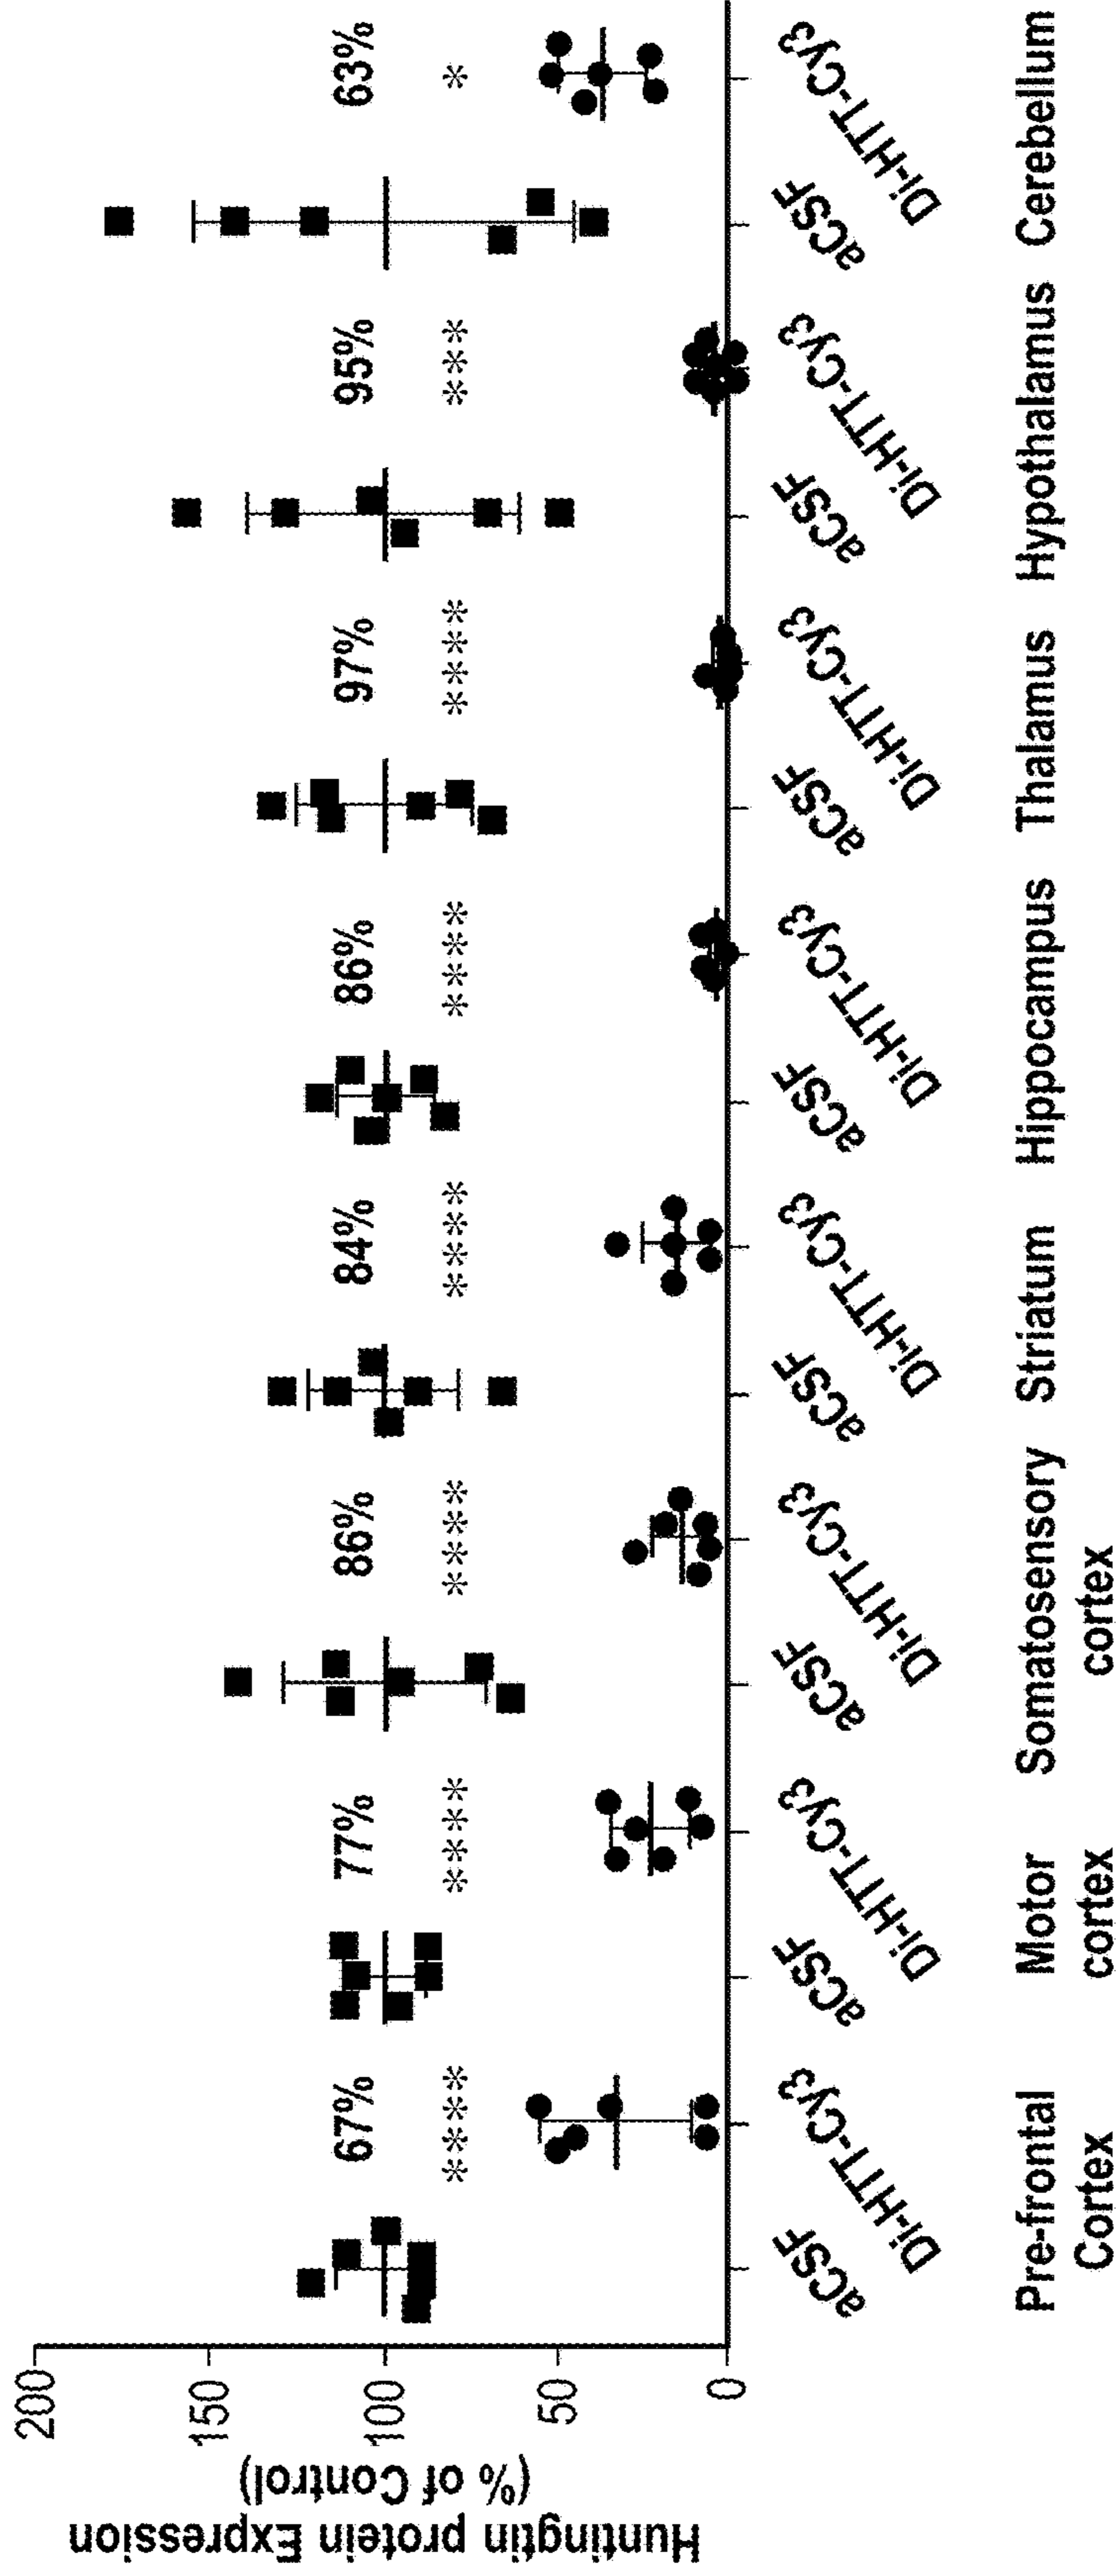 Huntingtin protein Expression
(% of Control)
200
150
100
50
0
67%
****
77%
****
86%
****
84%
****
86%
****
97%
****
95%
***
63%
*
aCSF
Di-HTT-Cy3
aCSF
Di-HTT-Cy3
aCSF
Di-HTT-Cy3
aCSF
Di-HTT-Cy3
aCSF
Di-HTT-Cy3
aCSF
Di-HTT-Cy3
aCSF
Di-HTT-Cy3
aCSF
Di-HTT-Cy3
Pre-frontal
Cortex
Motor
cortex
Somatosensory
cortex
Striatum
Hippocampus
Thalamus
Hypothalamus
Cerebellum